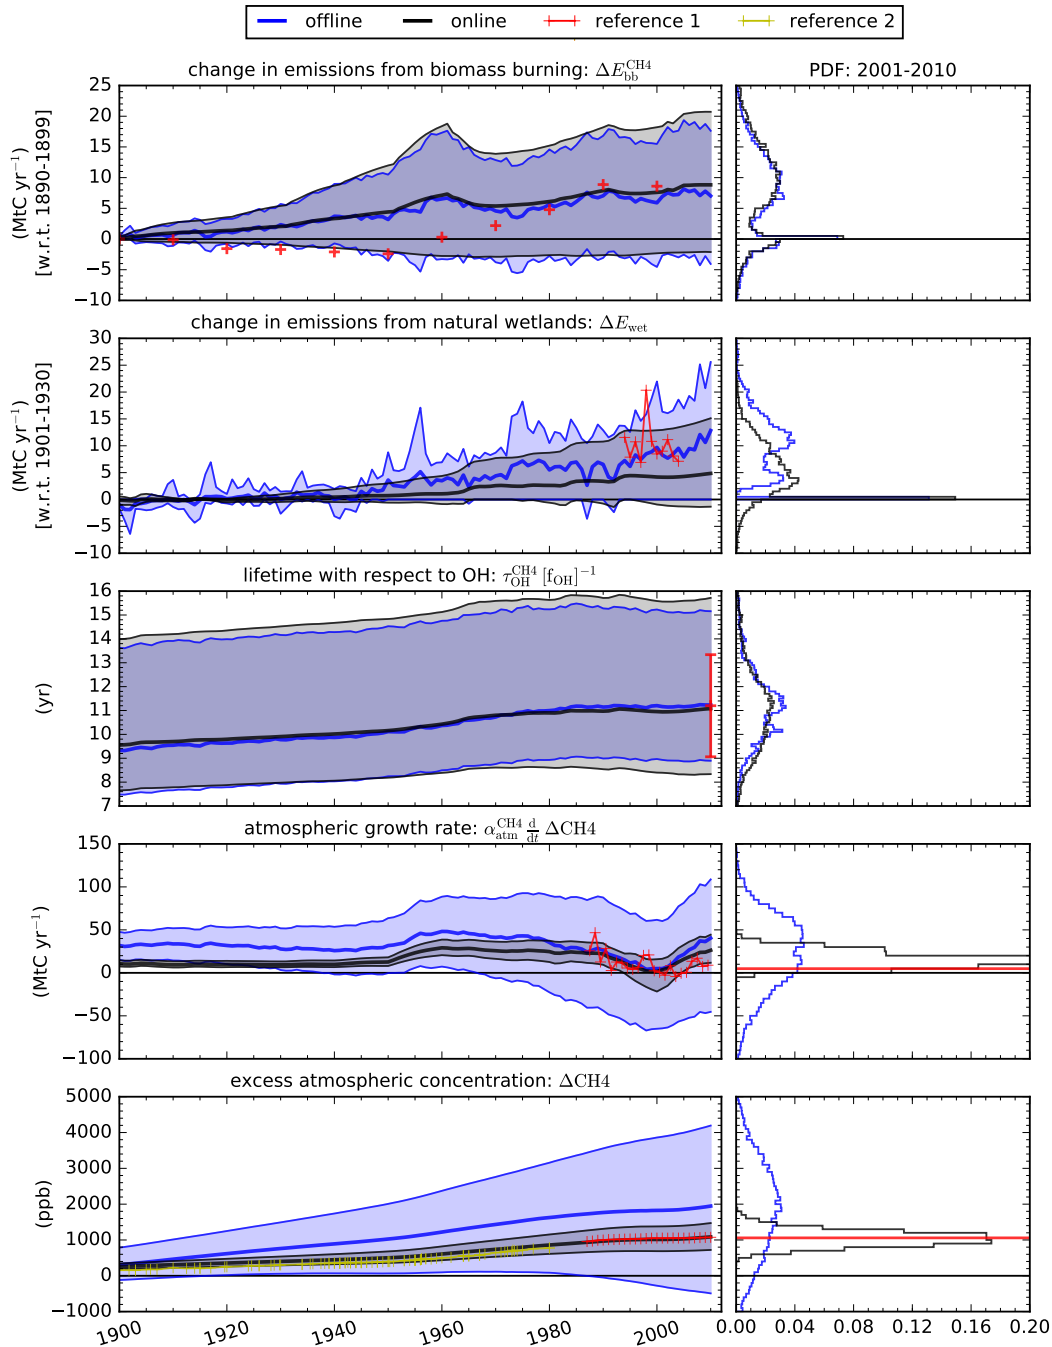 offline online reference 1 reference 2
change in emissions from biomass burning: ΔE_bb^CH4
PDF: 2001-2010
(MtC yr⁻¹)
[w.r.t. 1890-1899]
25
20
15
10
5
0
−5
−10
change in emissions from natural wetlands: ΔE_wet
(MtC yr⁻¹)
[w.r.t. 1901-1930]
30
25
20
15
10
5
0
−5
−10
lifetime with respect to OH: τ_OH^CH4 [f_OH]⁻¹
(yr)
16
15
14
13
12
11
10
9
8
7
atmospheric growth rate: α_atm^CH4 d/dt ΔCH4
(MtC yr⁻¹)
150
100
50
0
−50
−100
excess atmospheric concentration: ΔCH4
(ppb)
5000
4000
3000
2000
1000
0
−1000
1900 1920 1940 1960 1980 2000
0.00 0.04 0.08 0.12 0.16 0.20